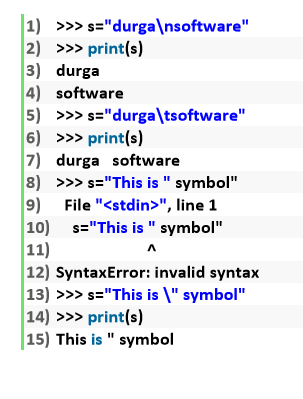 1) >>> s="durga\nsoftware"
2) >>> print(s)
3) durga
4) software
5) >>> s="durga\tsoftware"
6) >>> print(s)
7) durga   software
8) >>> s="This is " symbol"
9)   File "<stdin>", line 1
10)    s="This is " symbol"
11)                ^
12) SyntaxError: invalid syntax
13) >>> s="This is \" symbol"
14) >>> print(s)
15) This is " symbol